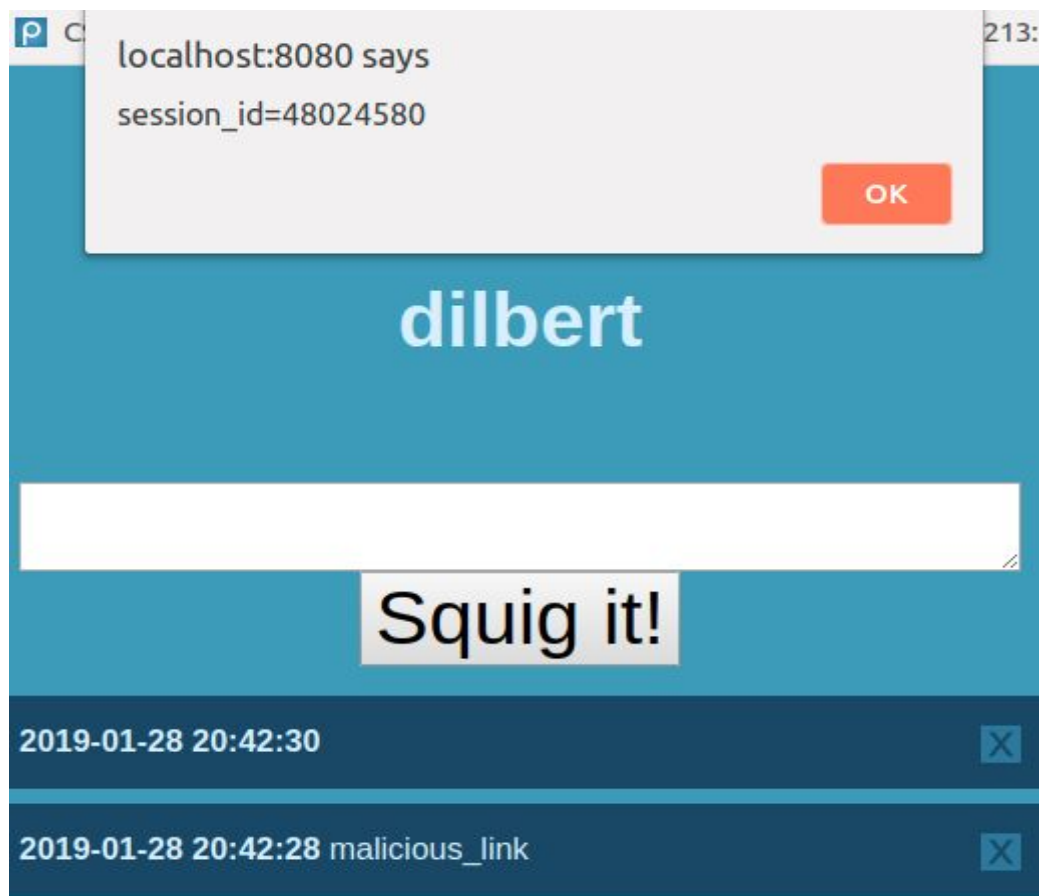 213:
localhost:8080 says
session_id=48024580
OK
dilbert
Squig it!
2019-01-28 20:42:30
X
2019-01-28 20:42:28 malicious_link
X